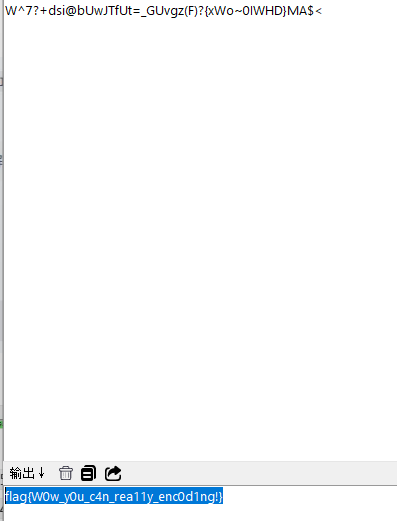 W^7?+dsi@bUwJTfUt=_GUvgz(F)?{xWo~0IWHD}MA$<
输出↓
flag{W0w_y0u_c4n_rea11y_enc0d1ng!}